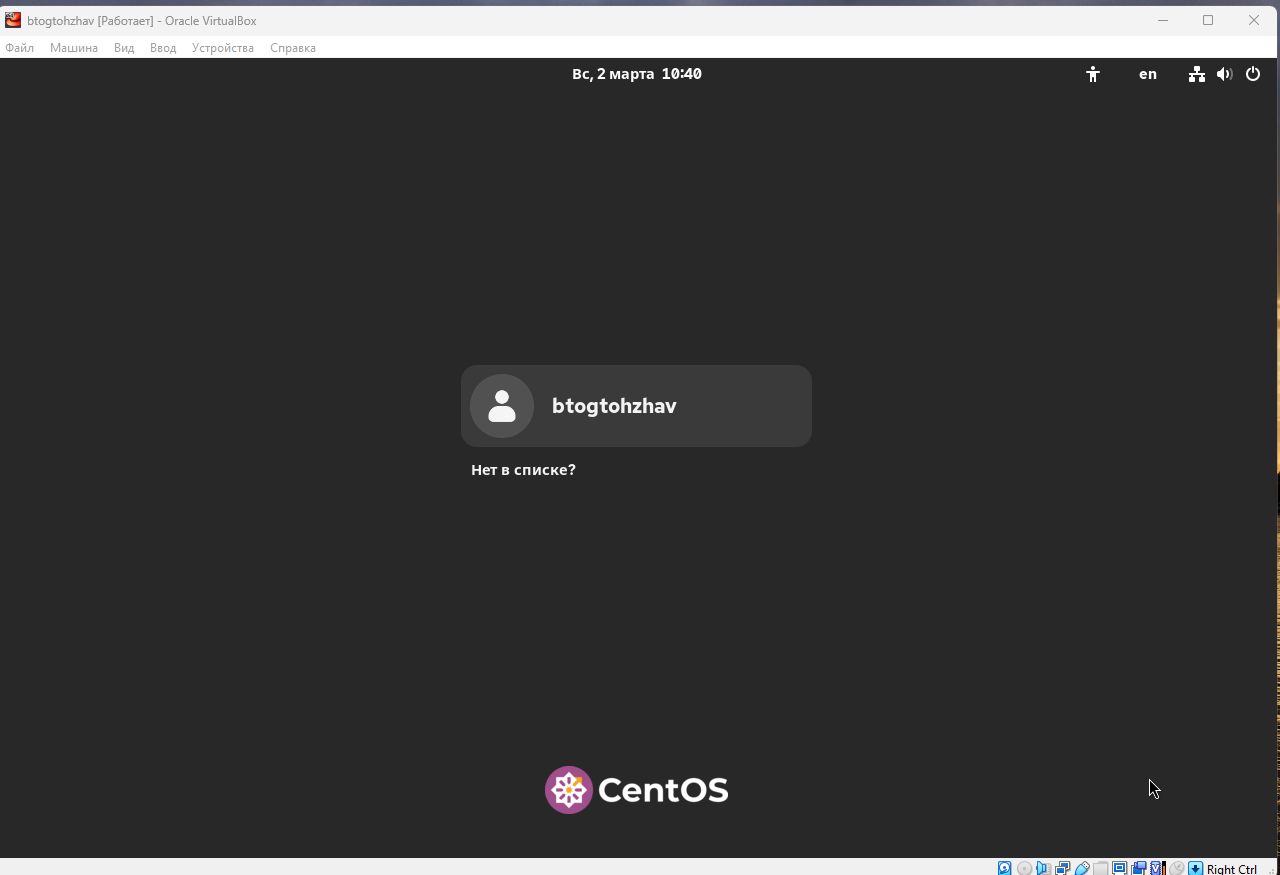 btogtohzhav [Работает] - Oracle VirtualBox
Файл Машина Вид Ввод Устройства Справка
Вс, 2 марта 10:40 en
btogtohzhav
Нет в списке?
CentOS
Right Ctrl